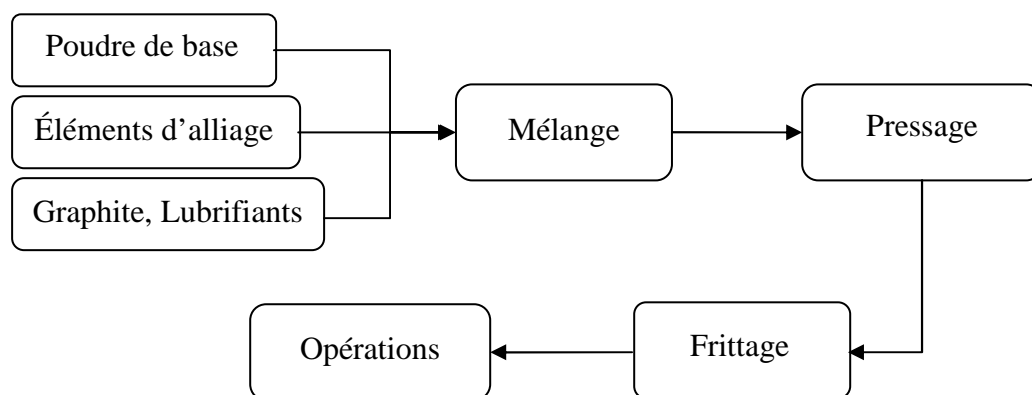 Poudre de base
Éléments d’alliage
Graphite, Lubrifiants
Mélange
Pressage
Frittage
Opérations